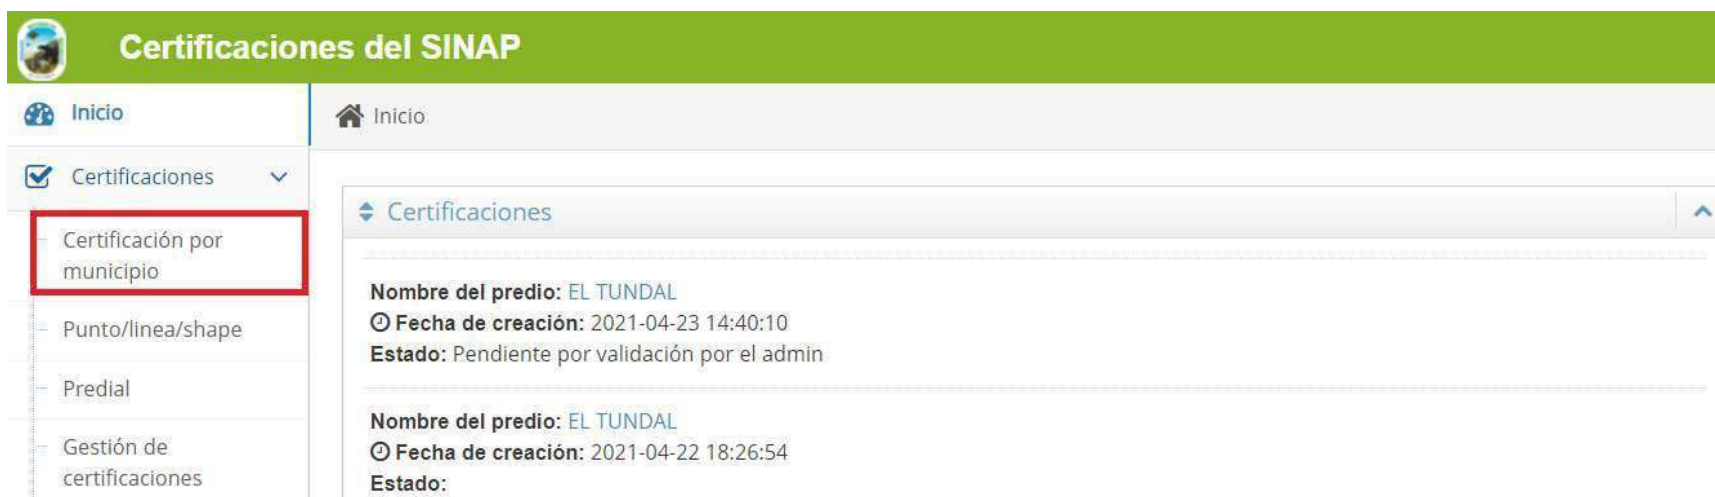 Certificaciones del SINAP
Inicio
Inicio
Certificaciones
Certificación por
municipio
Punto/linea/shape
Predial
Gestión de
certificaciones
Certificaciones
Nombre del predio: EL TUNDAL
Fecha de creación: 2021-04-23 14:40:10
Estado: Pendiente por validación por el admin
Nombre del predio: EL TUNDAL
Fecha de creación: 2021-04-22 18:26:54
Estado: